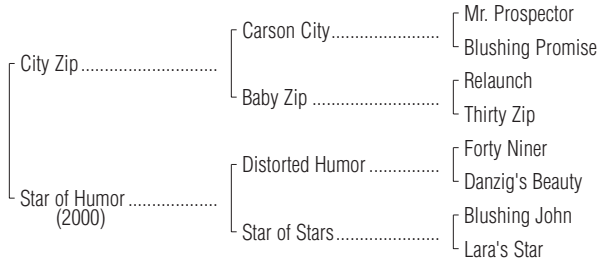 Mr. Prospector
Carson City......................
Blushing Promise
City Zip............................
Relaunch
Baby Zip..........................
Thirty Zip
Forty Niner
Distorted Humor ..............
Danzig's Beauty
Star of Humor ..................
(2000)
Blushing John
Star of Stars.....................
Lara's Star